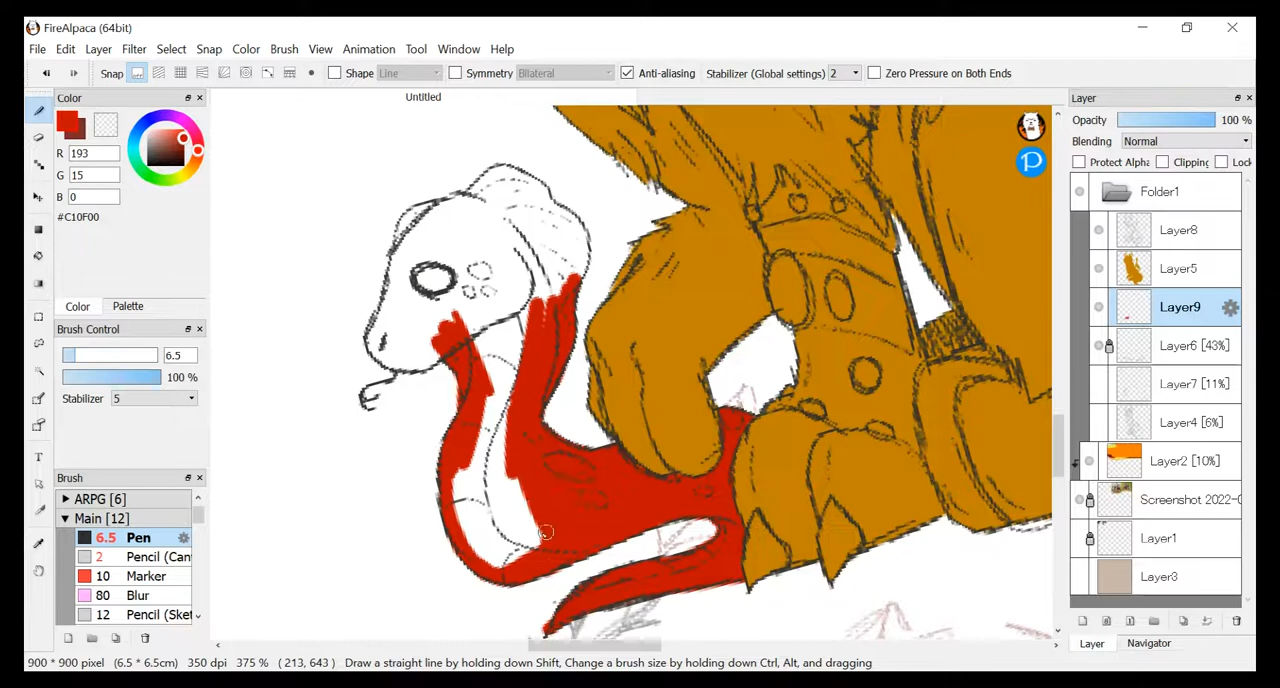 FireAlpaca (64bit)
File Edit Layer Filter Select Snap Color Brush View Animation Tool Window Help
Snap Shape Line Symmetry Bilateral Anti-aliasing Stabilizer (Global settings) 2 Zero Pressure on Both Ends
Color
Untitled
R 193
G 15
B 0
#C10F00
Color Palette
Brush Control
6.5
100 %
Stabilizer 5
Brush
ARPG [6]
Main [12]
6.5 Pen
2 Pencil (Can
10 Marker
80 Blur
12 Pencil (Sket
Layer
Opacity 100 %
Blending Normal
Protect Alpha Clipping Lock
Folder1
Layer8
Layer5
Layer9
Layer6 [43%]
Layer7 [11%]
Layer4 [6%]
Layer2 [10%]
Screenshot 2022-0
Layer1
Layer3
Layer Navigator
900 * 900 pixel (6.5 * 6.5cm) 350 dpi 375 % ( 213, 643 ) Draw a straight line by holding down Shift, Change a brush size by holding down Ctrl, Alt, and dragging